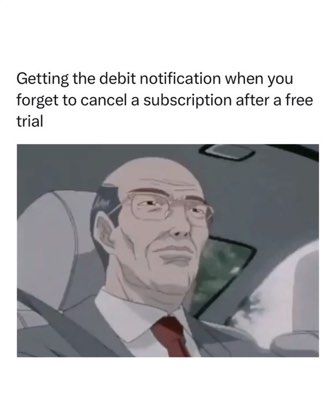 Getting the debit notification when you
forget to cancel a subscription after a free
trial